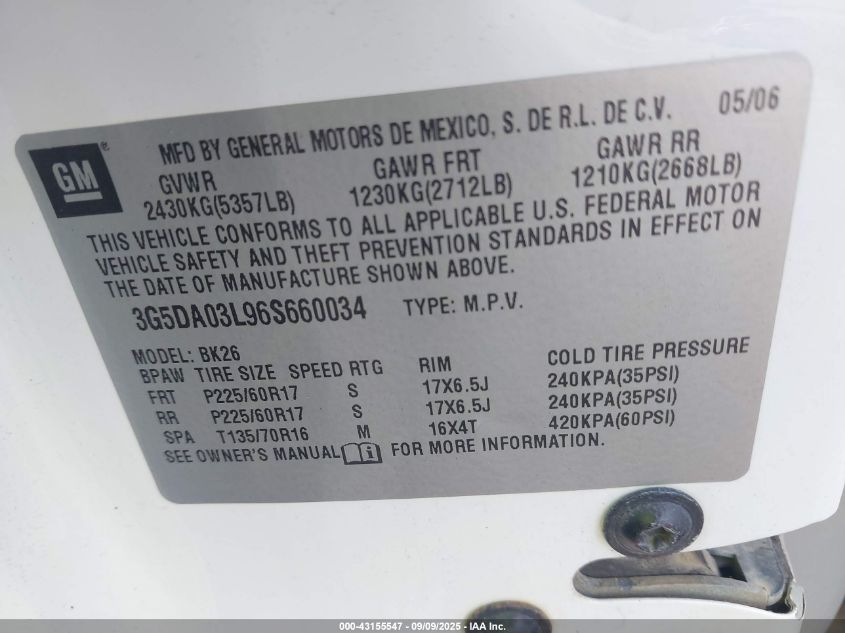 GM®
MFD BY GENERAL MOTORS DE MEXICO, S. DE R.L. DE C.V. 05/06
GVWR GAWR FRT GAWR RR
2430KG(5357LB) 1230KG(2712LB) 1210KG(2668LB)
THIS VEHICLE CONFORMS TO ALL APPLICABLE U.S. FEDERAL MOTOR
VEHICLE SAFETY AND THEFT PREVENTION STANDARDS IN EFFECT ON
THE DATE OF MANUFACTURE SHOWN ABOVE.
3G5DA03L96S660034 TYPE: M.P.V.
MODEL: BK26
BPAW TIRE SIZE SPEED RTG RIM COLD TIRE PRESSURE
FRT P225/60R17 S 17X6.5J 240KPA(35PSI)
RR P225/60R17 S 17X6.5J 240KPA(35PSI)
SPA T135/70R16 M 16X4T 420KPA(60PSI)
SEE OWNER'S MANUAL i FOR MORE INFORMATION.
000-43155547 - 09/09/2025 - IAA Inc.